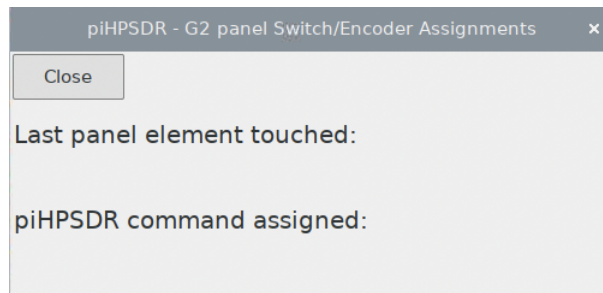 piHPSDR - G2 panel Switch/Encoder Assignments ×
Close
Last panel element touched:
piHPSDR command assigned: